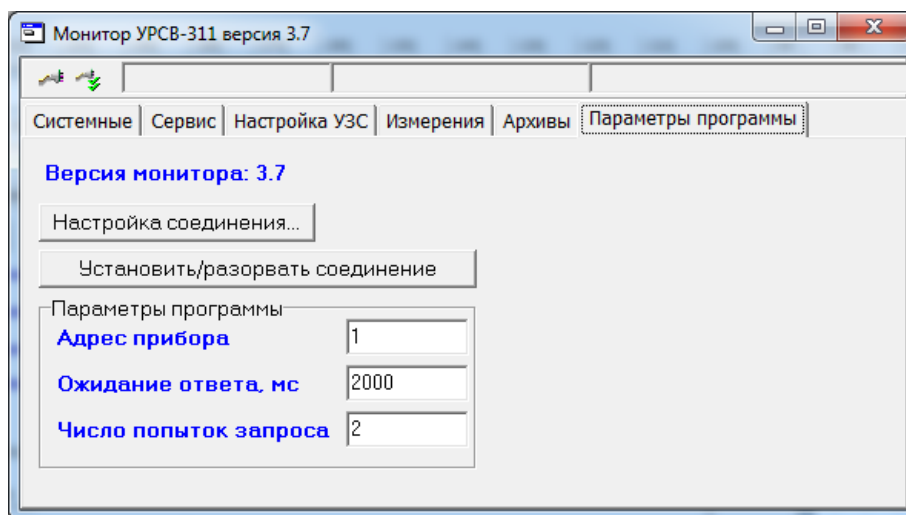 Монитор УРСВ-311 версия 3.7
Системные Сервис Настройка УЗС Измерения Архивы Параметры программы
Версия монитора: 3.7
Настройка соединения...
Установить/разорвать соединение
Параметры программы
Адрес прибора 1
Ожидание ответа, мс 2000
Число попыток запроса 2